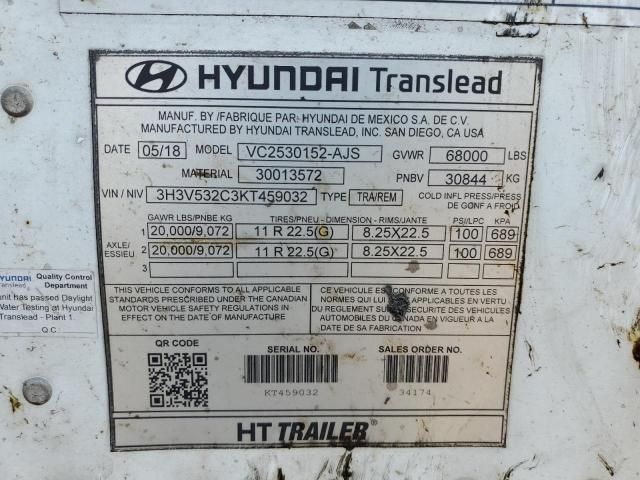 HYUNDAI Translead
MANUF. BY /FABRIQUE PAR: HYUNDAI DE MEXICO S.A. DE C.V.
MANUFACTURED BY HYUNDAI TRANSLEAD, INC. SAN DIEGO, CA USA
DATE 05/18 MODEL VC2530152-AJS GVWR 68000 LBS
MATERIAL 30013572 PNBV 30844 KG
VIN / NIV 3H3V532C3KT459032 TYPE TRA/REM COLD INFL PRESS/PRESS DE GONF A FROID
GAWR LBS/PNBE KG TIRES/PNEU - DIMENSION - RIMS/JANTE PSI/LPC KPA
1 20,000/9,072 11 R 22.5(G) 8.25X22.5 100 689
AXLE/ESSIEU 2 20,000/9,072 11 R 22.5(G) 8.25X22.5 100 689
3
THIS VEHICLE CONFORMS TO ALL APPLICABLE
STANDARDS PRESCRIBED UNDER THE CANADIAN
MOTOR VEHICLE SAFETY REGULATIONS IN
EFFECT ON THE DATE OF MANUFACTURE
CE VÉHICULE EST CONFORME A TOUTES LES
NORMES QUI LUI SONT APPLICABLES EN VERTU
DU REGLEMENT SUR SECURITE DES VEHICULES
AUTOMOBILES DU CANADA EN VIGUEUR A LA
DATE DE SA FABRICATION
HYUNDAI Quality Control
Translead Department
unit has passed Daylight
Water Testing at Hyundai
Translead - Plant 1
Q.C.
QR CODE SERIAL NO. SALES ORDER NO.
KT459032 34174
HT TRAILER